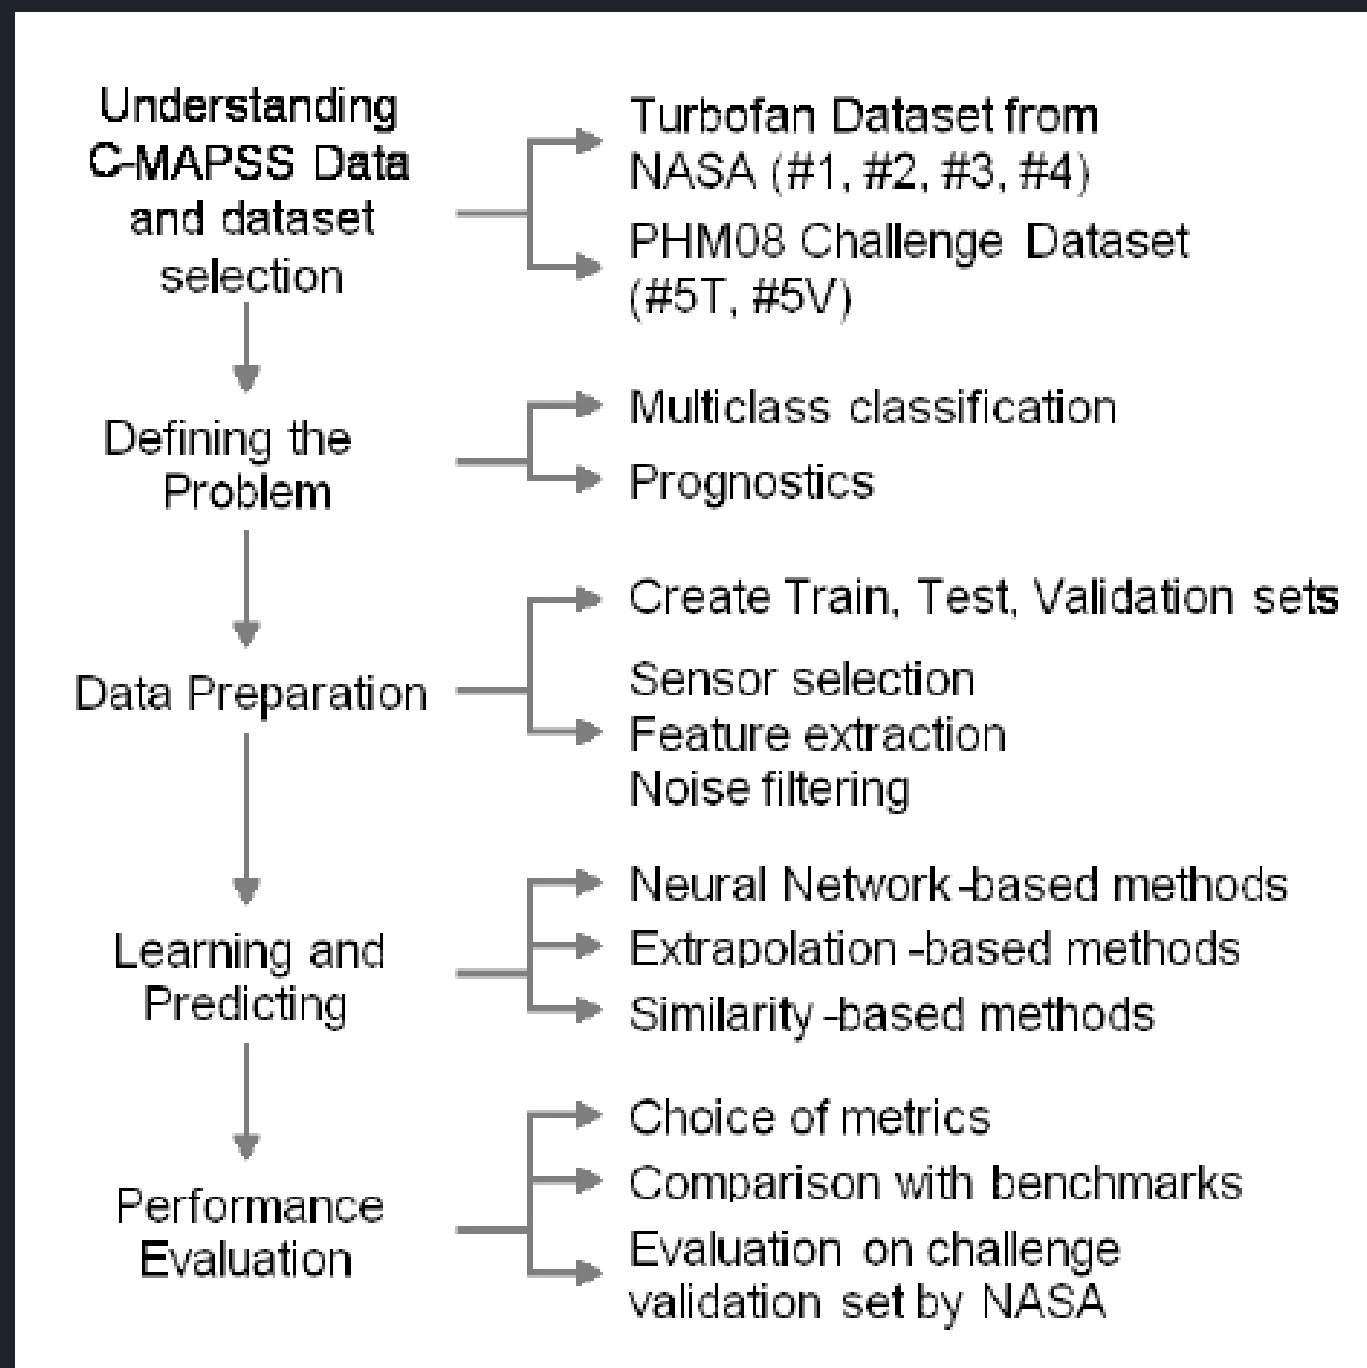 Understanding
C-MAPSS Data
and dataset
selection
Turbofan Dataset from
NASA (#1, #2, #3, #4)
PHM08 Challenge Dataset
(#5T, #5V)
Defining the
Problem
Multiclass classification
Prognostics
Data Preparation
Create Train, Test, Validation sets
Sensor selection
Feature extraction
Noise filtering
Learning and
Predicting
Neural Network-based methods
Extrapolation-based methods
Similarity-based methods
Performance
Evaluation
Choice of metrics
Comparison with benchmarks
Evaluation on challenge
validation set by NASA